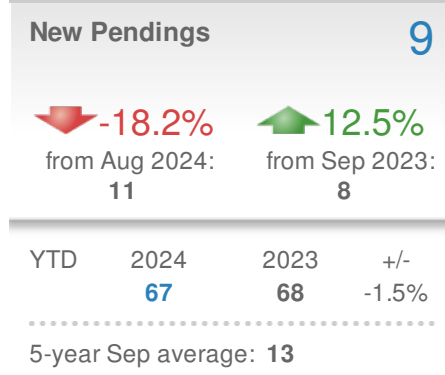 New Pendings 9
-18.2% 12.5%
from Aug 2024: from Sep 2023:
11 8
YTD 2024 2023 +/-
67 68 -1.5%
5-year Sep average: 13